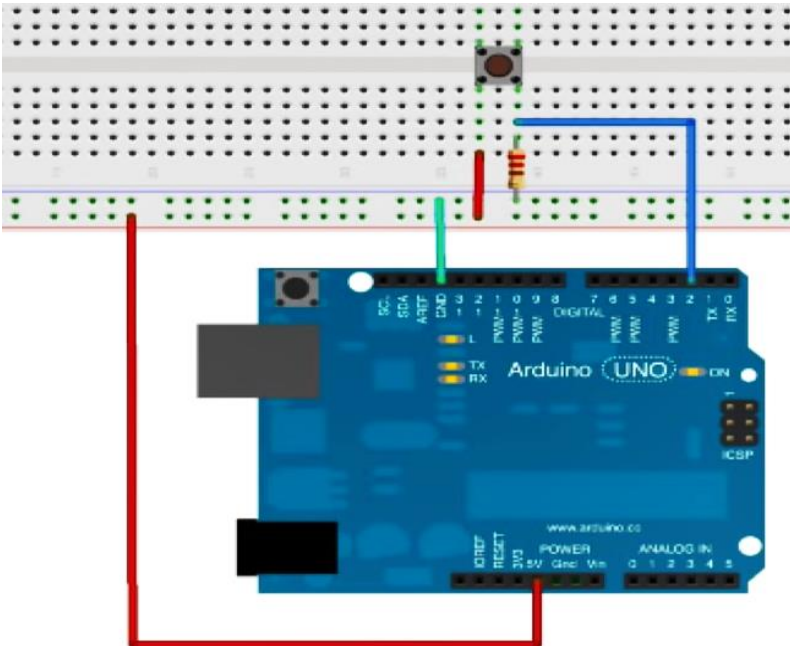 SCL
SDA
AREF
GND
13
12
PWM 11
PWM 10
PWM 9
8
DIGITAL
7
PWM 6
PWM 5
4
PWM 3
2
TX 1
RX 0
L
TX
RX
Arduino UNO
ON
1
ICSP
www.arduino.cc
POWER
ANALOG IN
IOREF
RESET
3V3
5V
Gnd
Vin
0 1 2 3 4 5